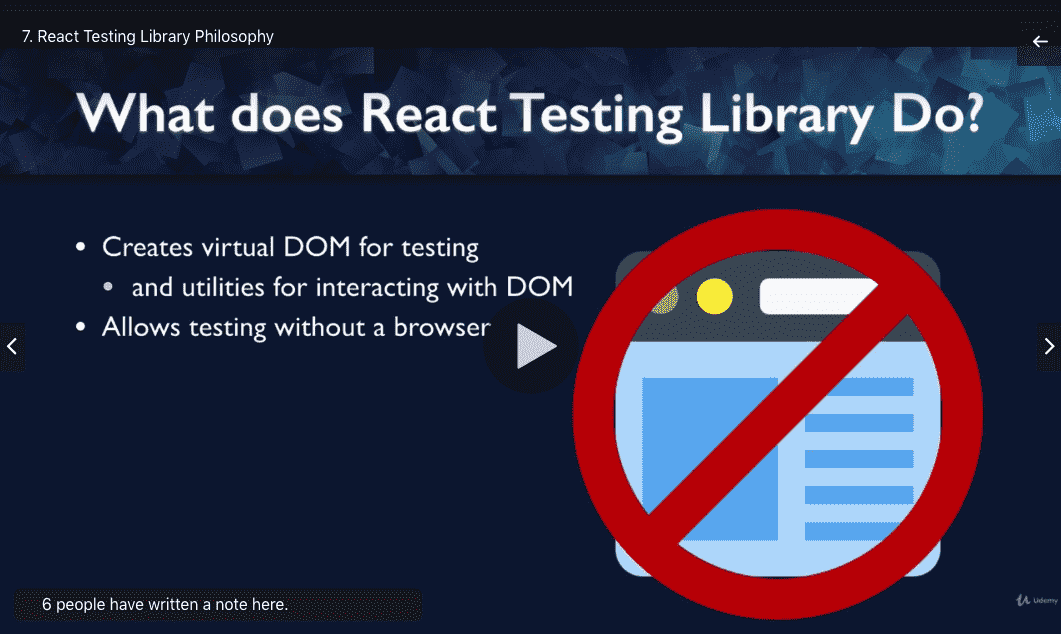 7. React Testing Library Philosophy
What does React Testing Library Do?
• Creates virtual DOM for testing
• and utilities for interacting with DOM
• Allows testing without a browser
6 people have written a note here.
Udemy